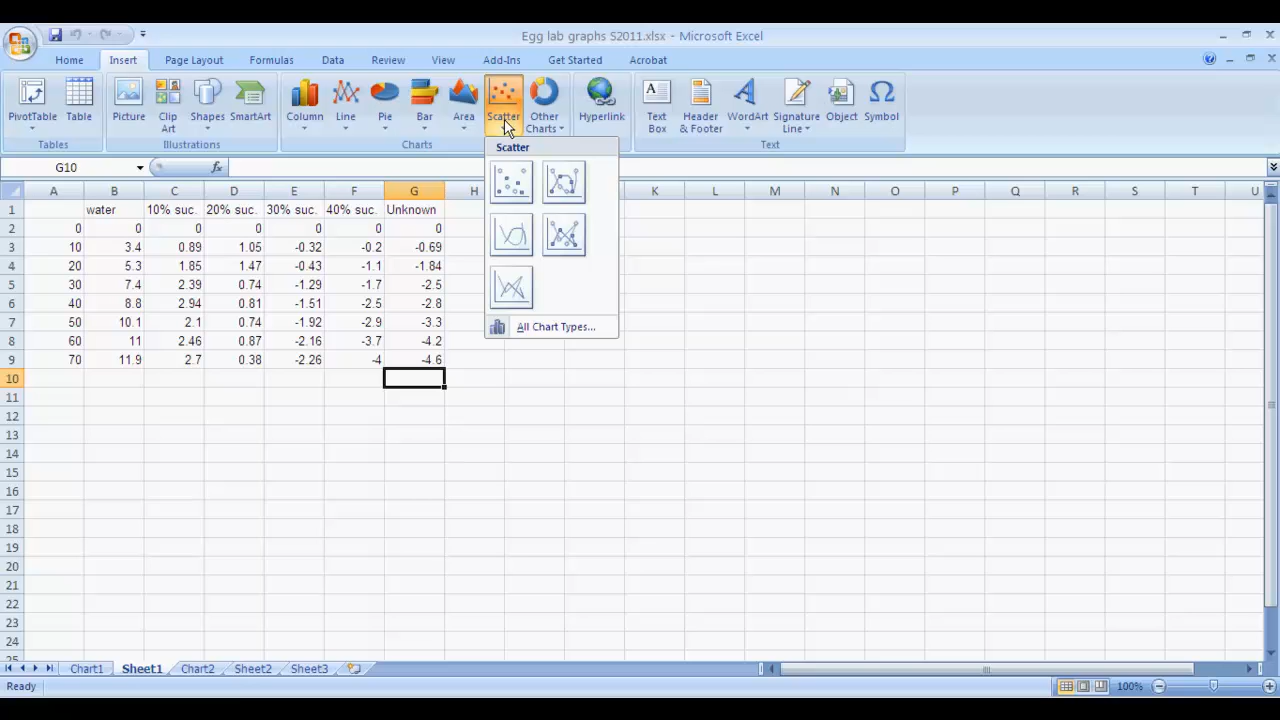 Egg lab graphs S2011.xlsx - Microsoft Excel
Home Insert Page Layout Formulas Data Review View Add-Ins Get Started Acrobat
PivotTable Table Picture Clip Art Shapes SmartArt Column Line Pie Bar Area Scatter Other Charts Hyperlink Text Box Header & Footer WordArt Signature Line Object Symbol
Tables Illustrations Charts Text
Scatter
All Chart Types...
G10 fx
A B C D E F G H K L M N O P Q R S T U
1 water 10% suc. 20% suc. 30% suc. 40% suc. Unknown
2 0 0 0 0 0 0 0
3 10 3.4 0.89 1.05 -0.32 -0.2 -0.69
4 20 5.3 1.85 1.47 -0.43 -1.1 -1.84
5 30 7.4 2.39 0.74 -1.29 -1.7 -2.5
6 40 8.8 2.94 0.81 -1.51 -2.5 -2.8
7 50 10.1 2.1 0.74 -1.92 -2.9 -3.3
8 60 11 2.46 0.87 -2.16 -3.7 -4.2
9 70 11.9 2.7 0.38 -2.26 -4 -4.6
10
11
12
13
14
15
16
17
18
19
20
21
22
23
24
25
Chart1 Sheet1 Chart2 Sheet2 Sheet3
Ready 100%